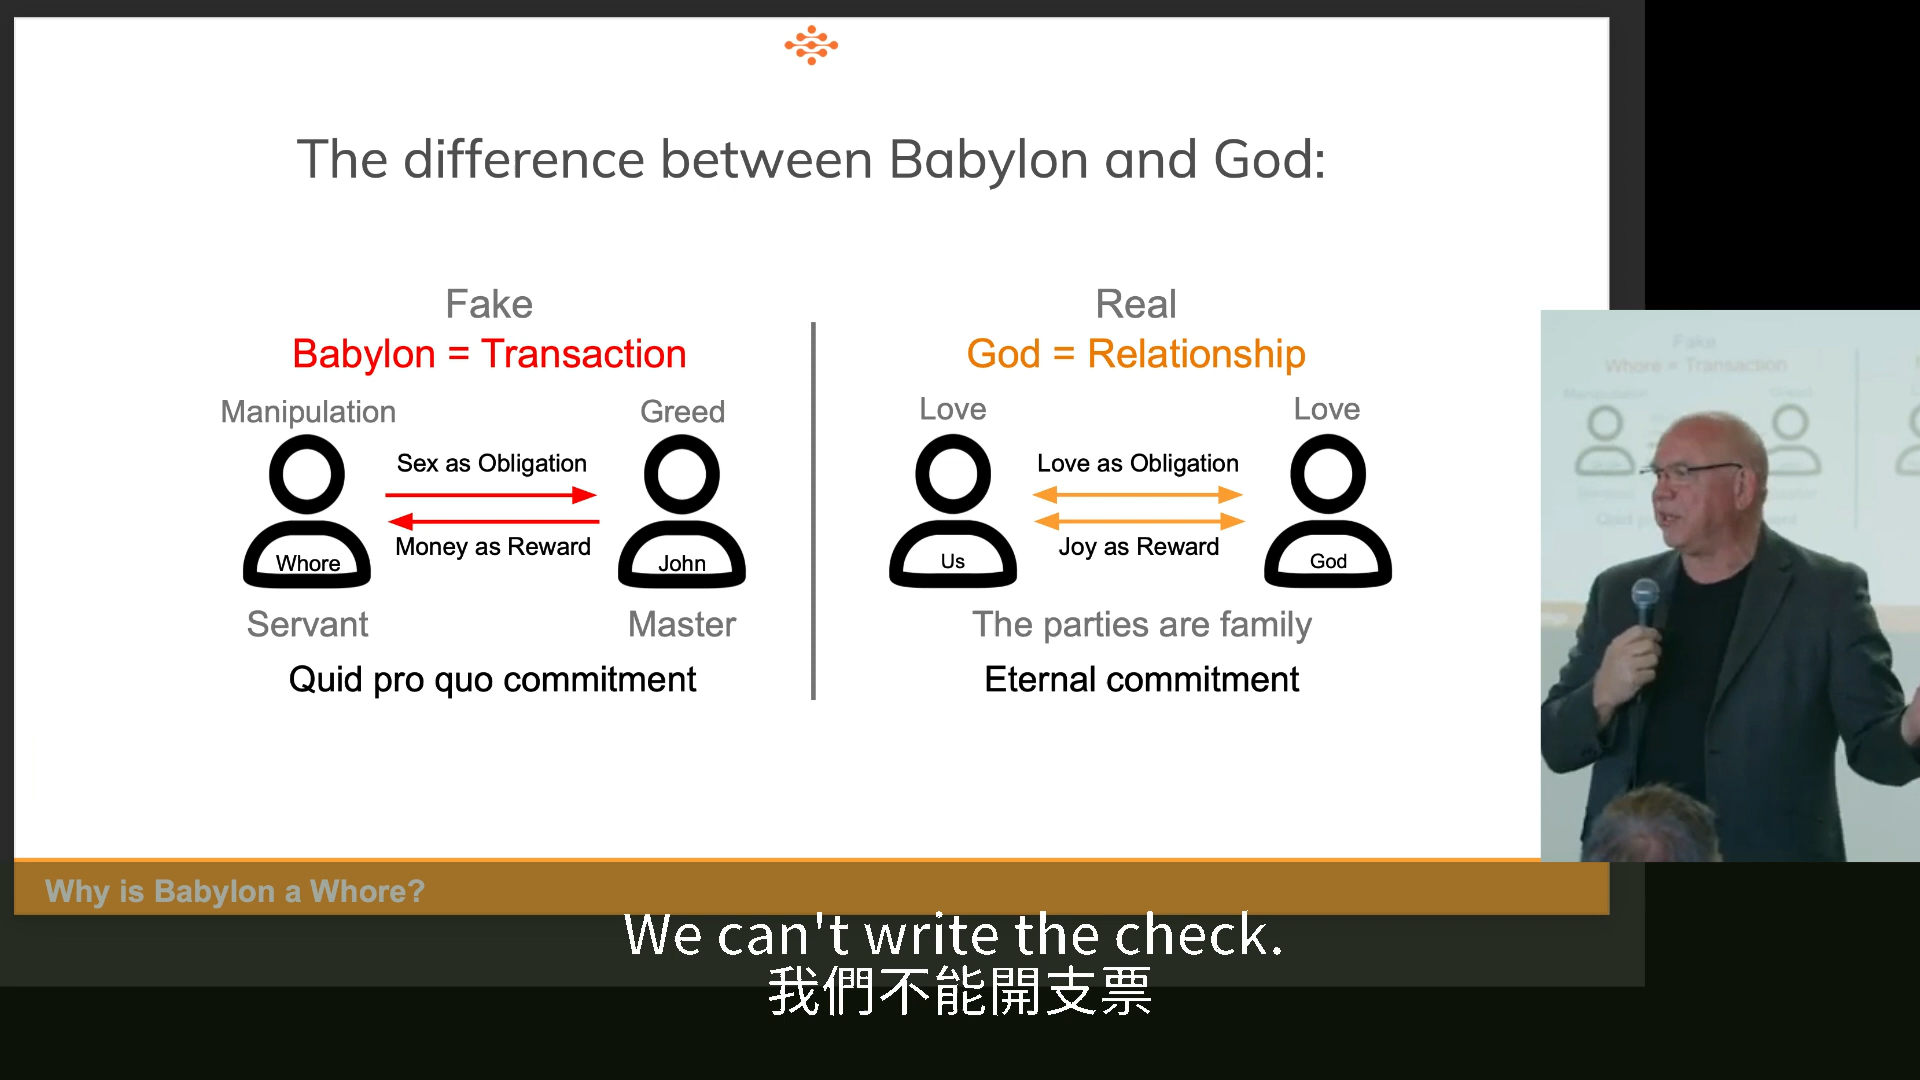 The difference between Babylon and God:
Fake
Babylon = Transaction
Manipulation
Greed
Sex as Obligation
Money as Reward
Whore
John
Servant
Master
Quid pro quo commitment
Real
God = Relationship
Love
Love
Love as Obligation
Joy as Reward
Us
God
The parties are family
Eternal commitment
Fake
Whore = Transaction
Why is Babylon a Whore?
We can't write the check.
我們不能開支票